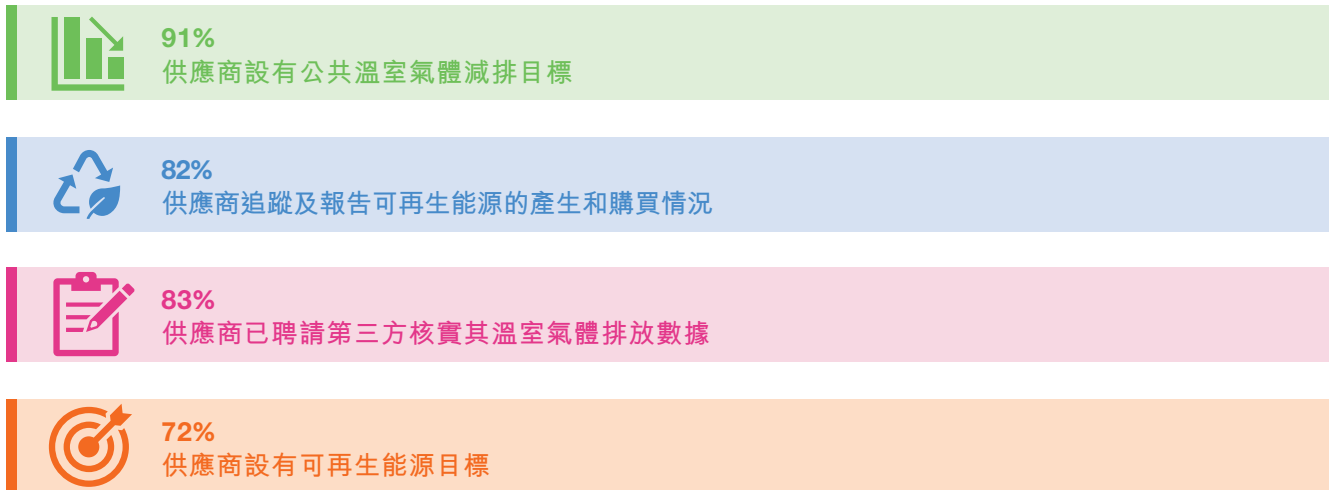 91%
供應商設有公共溫室氣體減排目標
82%
供應商追蹤及報告可再生能源的產生和購買情況
83%
供應商已聘請第三方核實其溫室氣體排放數據
72%
供應商設有可再生能源目標